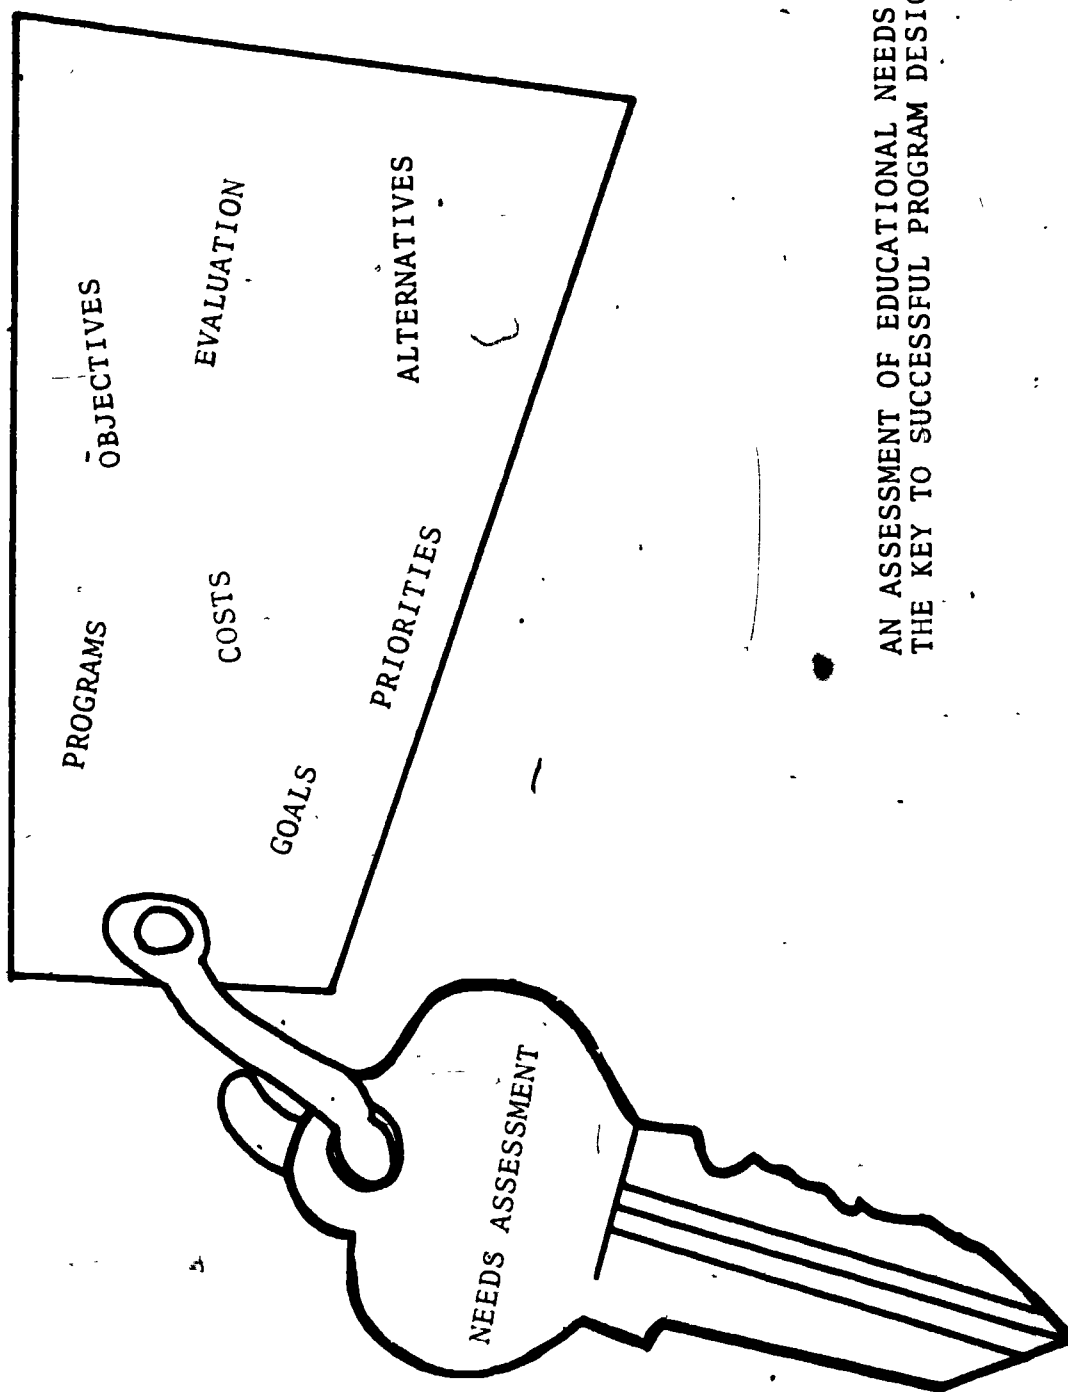 PROGRAMS
OBJECTIVES
COSTS
EVALUATION
GOALS
PRIORITIES
ALTERNATIVES
NEEDS ASSESSMENT
AN ASSESSMENT OF EDUCATIONAL NEEDS
THE KEY TO SUCCESSFUL PROGRAM DESIG